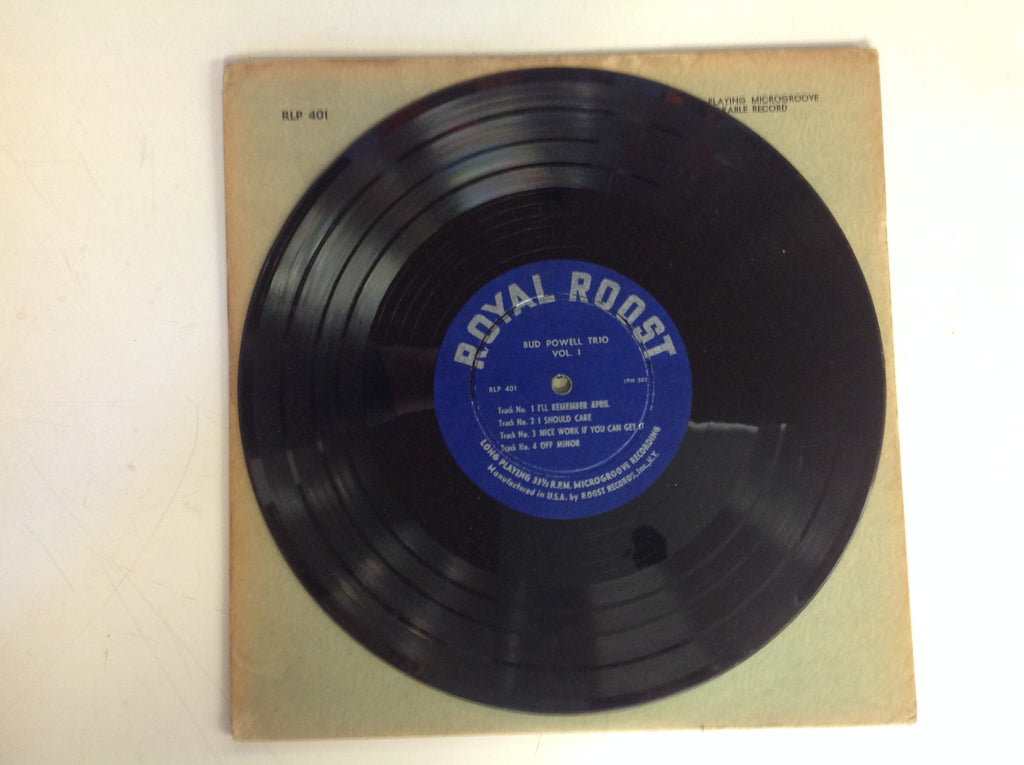 RLP 401
PLAYING MICROGROOVE
RECORD
ROYAL ROOST
BUD POWELL TRIO
VOL. I
RLP 401
Track No. 1 I'LL REMEMBER APRIL
Track No. 2 I SHOULD CARE
Track No. 3 NICE WORK IF YOU CAN GET IT
Track No. 4 OFF MINOR
LONG PLAYING 33⅓ R.P.M. MICROGROOVE RECORDING
Manufactured in U.S.A. by ROOST RECORDS, Inc., N.Y.